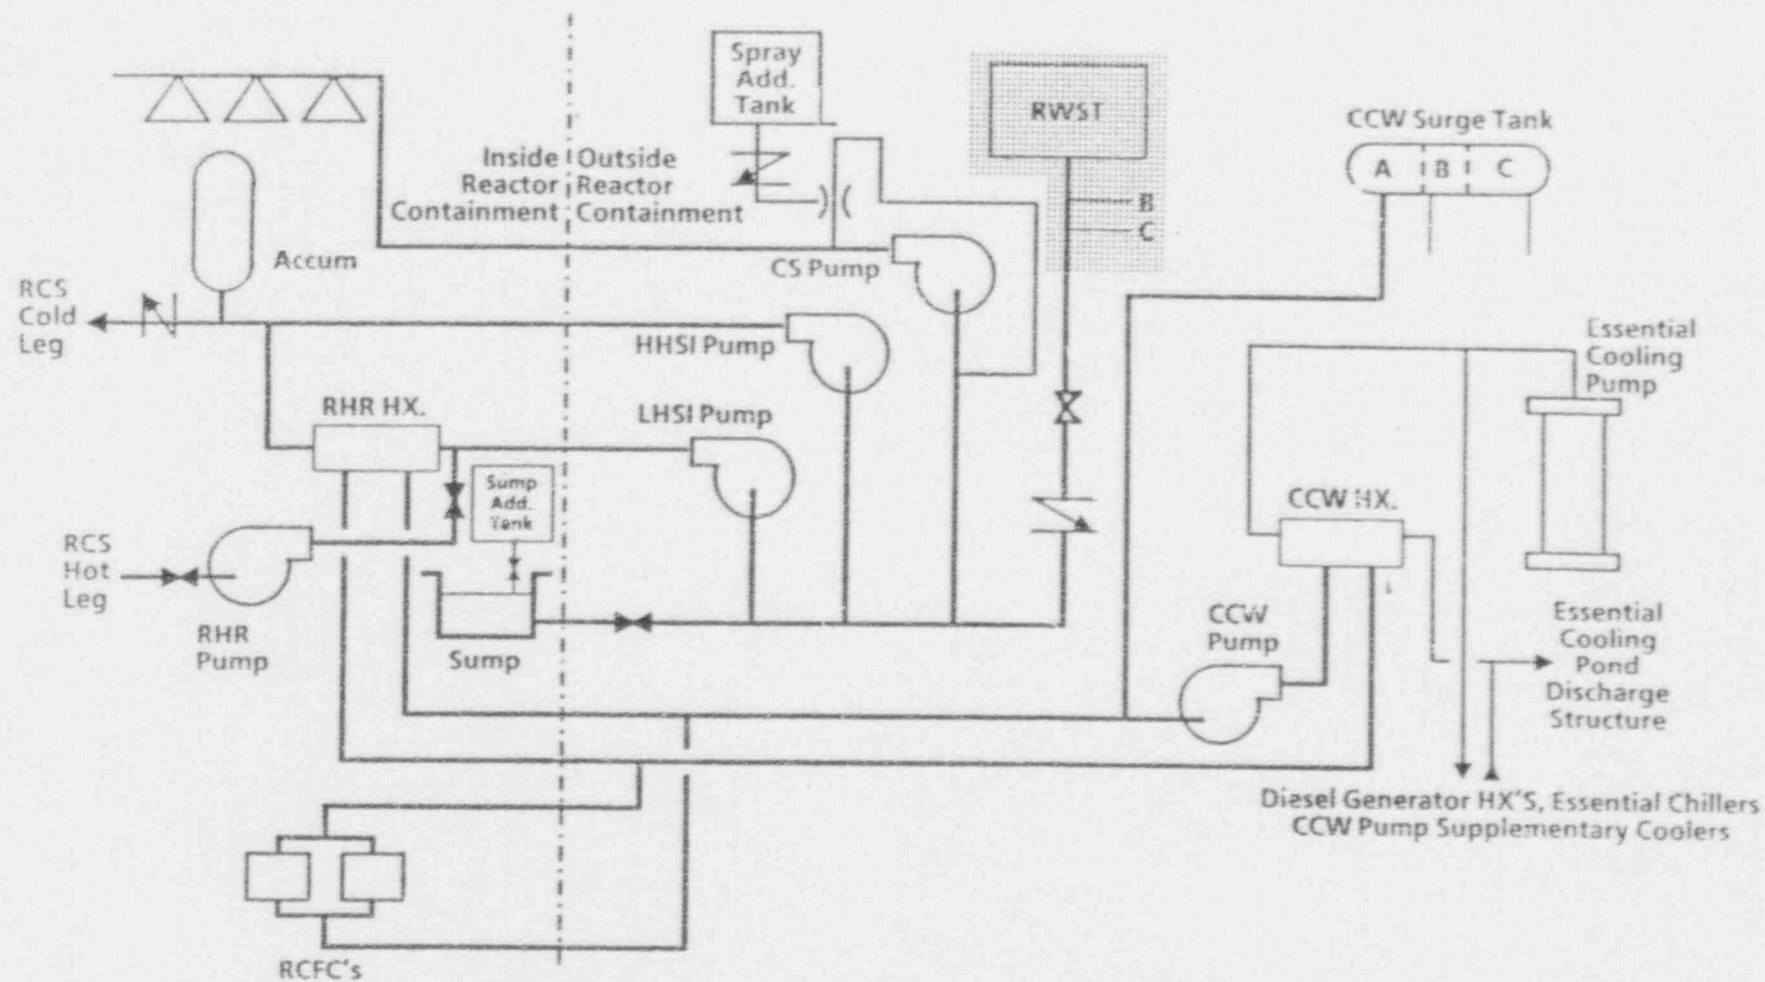 Spray
Add.
Tank
RWST
CCW Surge Tank
A
B
C
Inside
Reactor
Containment
Outside
Reactor
Containment
B
C
Accum
CS Pump
RCS
Cold
Leg
HHSI Pump
Essential
Cooling
Pump
RHR HX.
LHSI Pump
Sump
Add.
Tank
CCW HX.
RCS
Hot
Leg
RHR
Pump
Sump
CCW
Pump
Essential
Cooling
Pond
Discharge
Structure
Diesel Generator HX'S, Essential Chillers
CCW Pump Supplementary Coolers
RCFC's